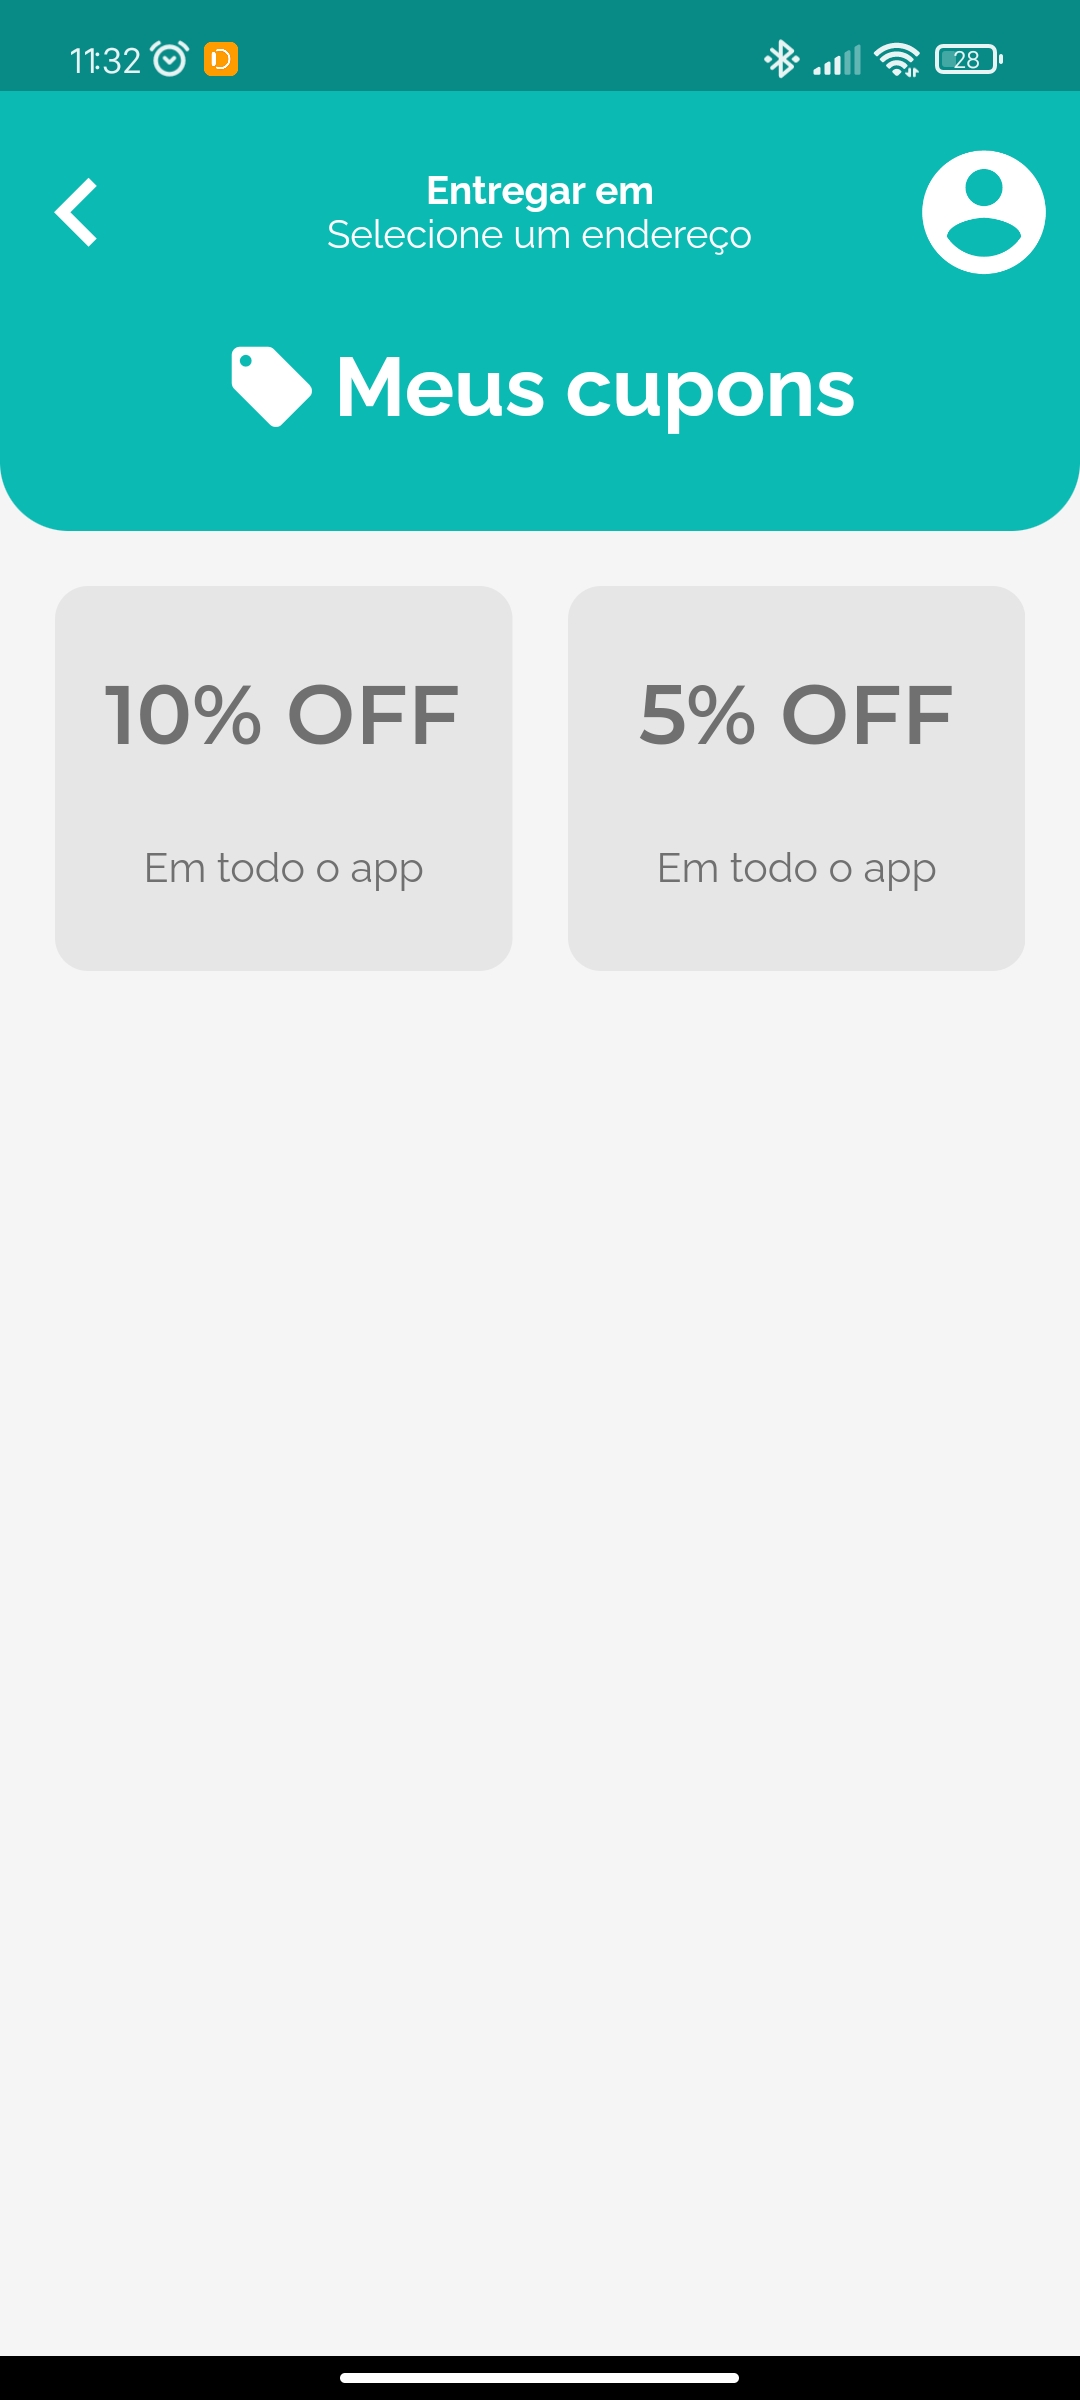 11:32
28
Entregar em
Selecione um endereço
Meus cupons
10% OFF
Em todo o app
5% OFF
Em todo o app